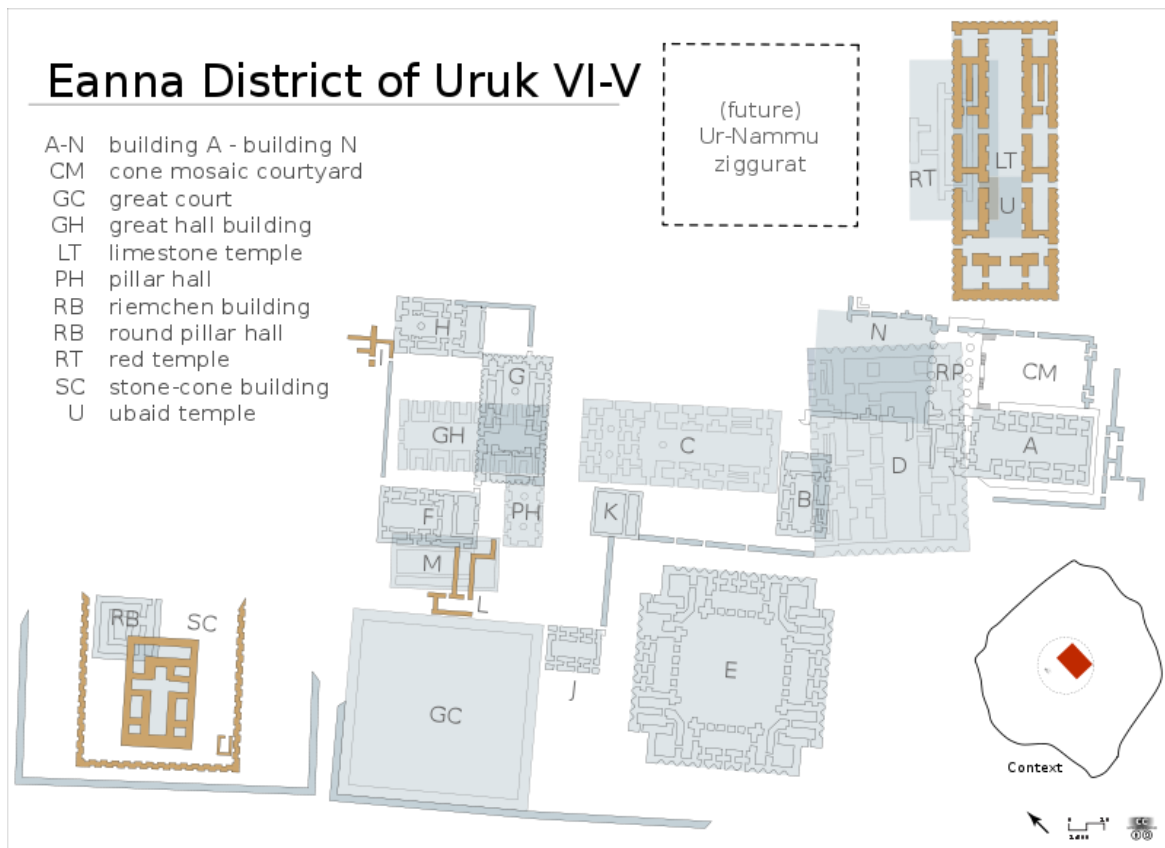 Eanna District of Uruk VI-V
A-N building A - building N
CM cone mosaic courtyard
GC great court
GH great hall building
LT limestone temple
PH pillar hall
RB riemchen building
RB round pillar hall
RT red temple
SC stone-cone building
U ubaid temple
(future)
Ur-Nammu
ziggurat
RT
LT
U
H
I
G
GH
F
PH
M
L
N
RP
CM
C
D
A
B
K
RB
SC
GC
J
E
Context